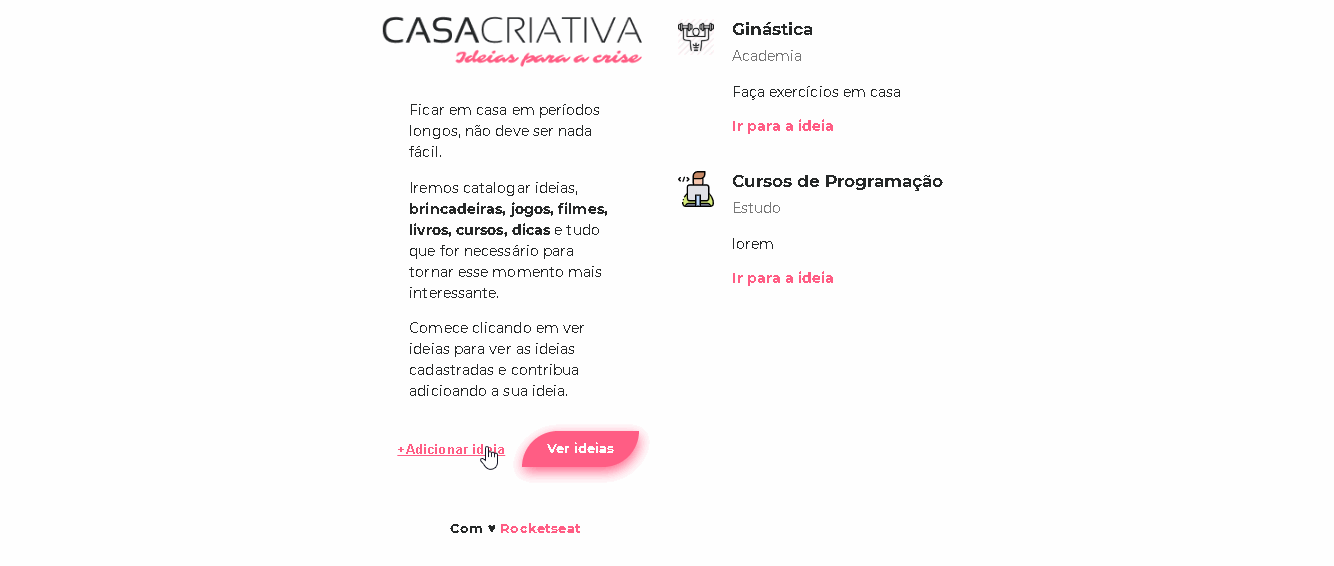 CASACRIATIVA
Ideias para a crise
Ficar em casa em períodos
longos, não deve ser nada
fácil.
Iremos catalogar ideias,
brincadeiras, jogos, filmes,
livros, cursos, dicas e tudo
que for necessário para
tornar esse momento mais
interessante.
Comece clicando em ver
ideias para ver as ideias
cadastradas e contribua
adicioando a sua ideia.
+Adicionar ideia
Ver ideias
Com ♥ Rocketseat
Ginástica
Academia
Faça exercícios em casa
Ir para a ideia
</>
Cursos de Programação
Estudo
lorem
Ir para a ideia